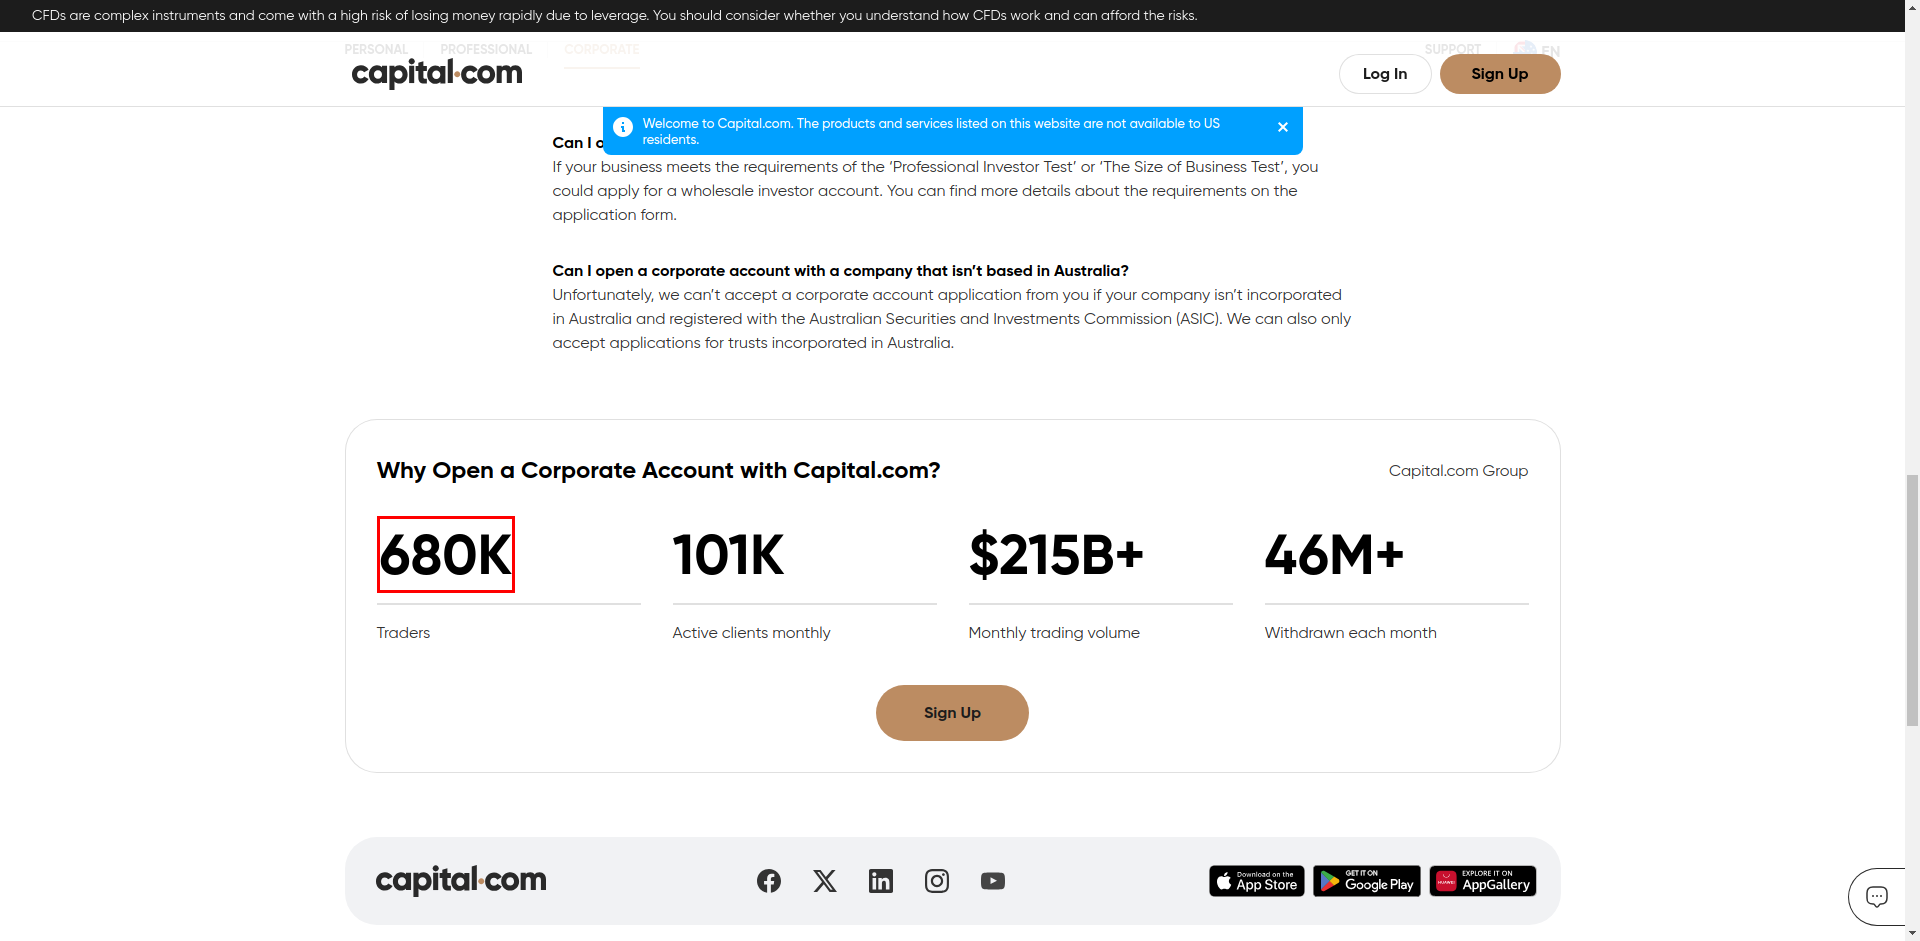 CFDs are complex instruments and come with a high risk of losing money rapidly due to leverage. You should consider whether you understand how CFDs work and can afford the risks.
PERSONAL PROFESSIONAL CORPORATE SUPPORT EN
capital.com Log In Sign Up
Welcome to Capital.com. The products and services listed on this website are not available to US
residents.
Can I o
If your business meets the requirements of the ‘Professional Investor Test’ or ‘The Size of Business Test’, you
could apply for a wholesale investor account. You can find more details about the requirements on the
application form.
Can I open a corporate account with a company that isn’t based in Australia?
Unfortunately, we can’t accept a corporate account application from you if your company isn’t incorporated
in Australia and registered with the Australian Securities and Investments Commission (ASIC). We can also only
accept applications for trusts incorporated in Australia.
Why Open a Corporate Account with Capital.com? Capital.com Group
680K 101K $215B+ 46M+
Traders Active clients monthly Monthly trading volume Withdrawn each month
Sign Up
capital.com
Download on the
App Store
GET IT ON
Google Play
HUAWEI
EXPLORE IT ON
AppGallery